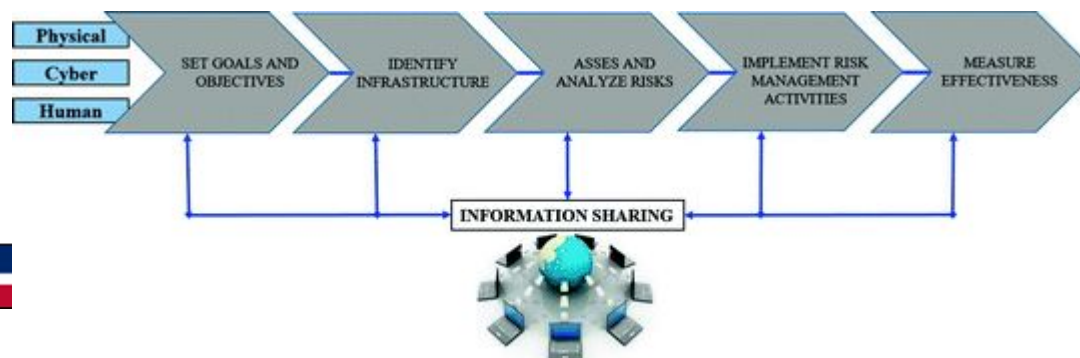 Physical
Cyber
Human
SET GOALS AND
OBJECTIVES
IDENTIFY
INFRASTRUCTURE
ASSES AND
ANALYZE RISKS
IMPLEMENT RISK
MANAGEMENT
ACTIVITIES
MEASURE
EFFECTIVENESS
INFORMATION SHARING